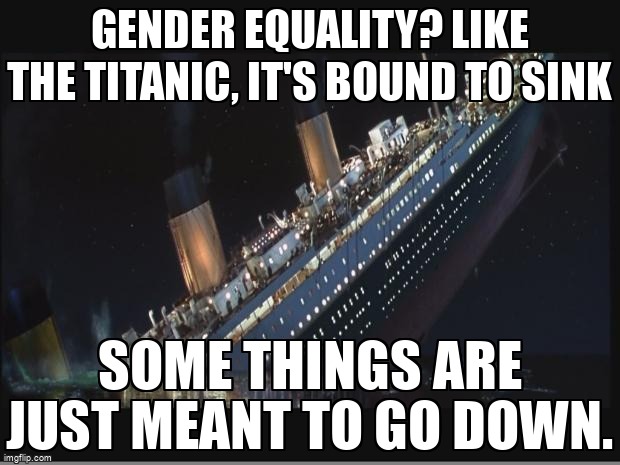 GENDER EQUALITY? LIKE
THE TITANIC, IT'S BOUND TO SINK
SOME THINGS ARE
JUST MEANT TO GO DOWN.
imgflip.com